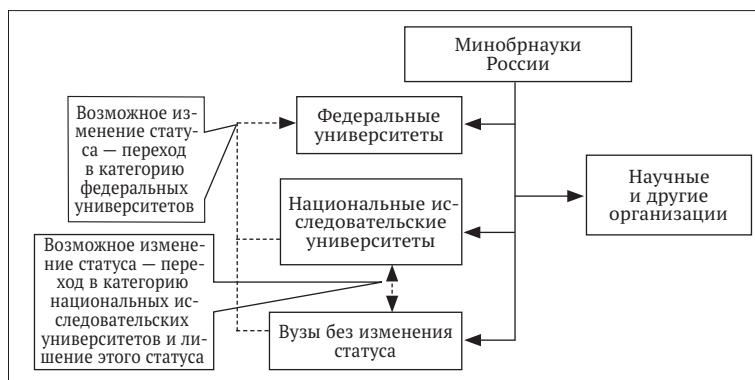 Минобрнауки
России
Возможное из-
менение стату-
са — переход
в категорию
федеральных
университетов
Федеральные
университеты
Научные
и другие
организации
Национальные ис-
следовательские
университеты
Возможное измене-
ние статуса — пере-
ход в категорию
национальных ис-
следовательских
университетов и ли-
шение этого статуса
Вузы без изменения
статуса